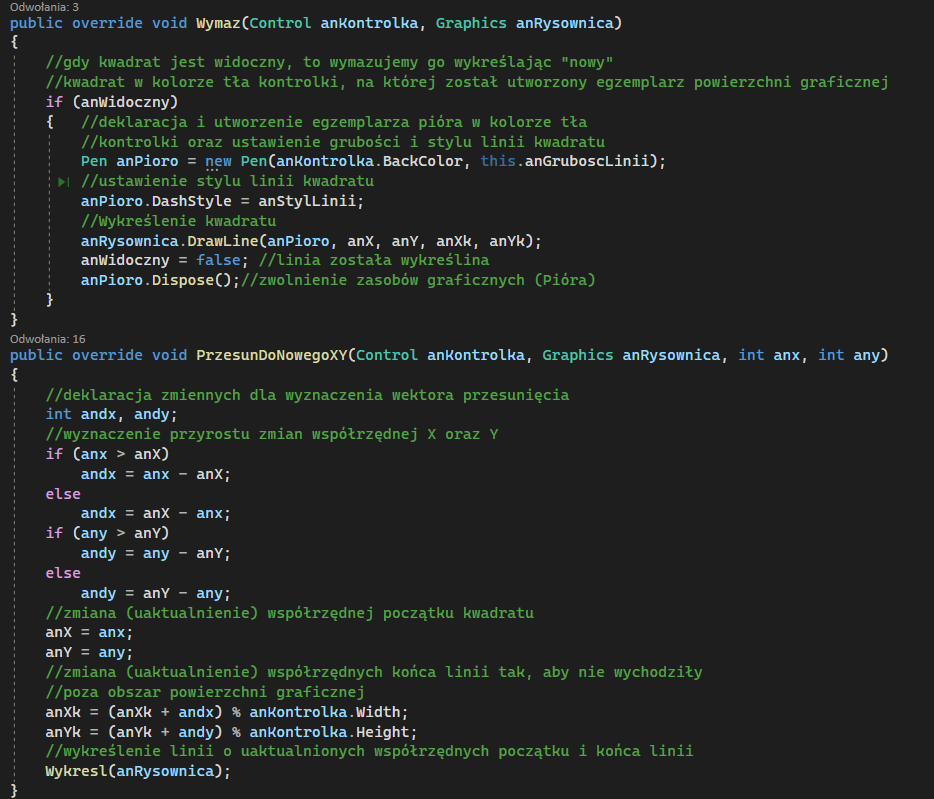 Odwołania: 3
public override void Wymaz(Control anKontrolka, Graphics anRysownica)
{
//gdy kwadrat jest widoczny, to wymazujemy go wykreślając "nowy"
//kwadrat w kolorze tła kontrolki, na której został utworzony egzemplarz powierzchni graficznej
if (anWidoczny)
{ //deklaracja i utworzenie egzemplarza pióra w kolorze tła
//kontrolki oraz ustawienie grubości i stylu linii kwadratu
Pen anPioro = new Pen(anKontrolka.BackColor, this.anGruboscLinii);
//ustawienie stylu linii kwadratu
anPioro.DashStyle = anStylLinii;
//Wykreślenie kwadratu
anRysownica.DrawLine(anPioro, anX, anY, anXk, anYk);
anWidoczny = false; //linia została wykreślina
anPioro.Dispose();//zwolnienie zasobów graficznych (Pióra)
}
}
Odwołania: 16
public override void PrzesunDoNowegoXY(Control anKontrolka, Graphics anRysownica, int anx, int any)
{
//deklaracja zmiennych dla wyznaczenia wektora przesunięcia
int andx, andy;
//wyznaczenie przyrostu zmian współrzędnej X oraz Y
if (anx > anX)
andx = anx - anX;
else
andx = anX - anx;
if (any > anY)
andy = any - anY;
else
andy = anY - any;
//zmiana (uaktualnienie) współrzędnej początku kwadratu
anX = anx;
anY = any;
//zmiana (uaktualnienie) współrzędnych końca linii tak, aby nie wychodziły
//poza obszar powierzchni graficznej
anXk = (anXk + andx) % anKontrolka.Width;
anYk = (anYk + andy) % anKontrolka.Height;
//wykreślenie linii o uaktualnionych współrzędnych początku i końca linii
Wykresl(anRysownica);
}